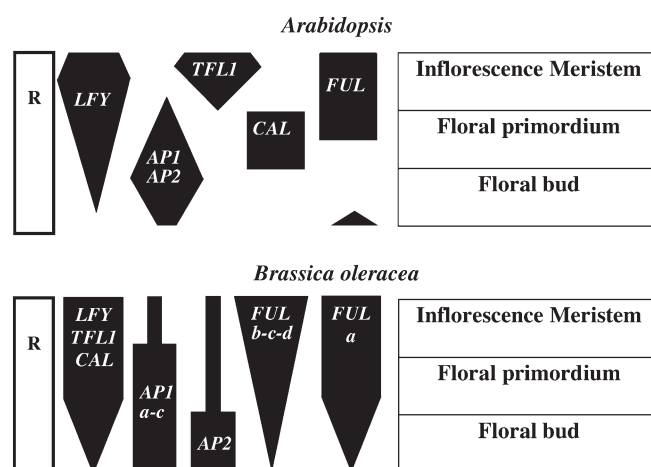 Arabidopsis
R
LFY
TFL1
FUL
CAL
AP1
AP2
Inflorescence Meristem
Floral primordium
Floral bud
Brassica oleracea
R
LFY
TFL1
CAL
AP1
a-c
AP2
FUL
b-c-d
FUL
a
Inflorescence Meristem
Floral primordium
Floral bud